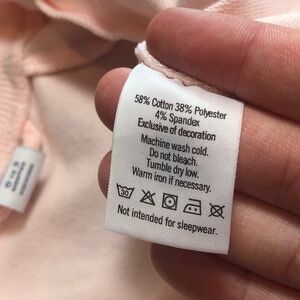 58% Cotton 38% Polyester
4% Spandex
Exclusive of decoration
Machine wash cold.
Do not bleach.
Tumble dry low.
Warm iron if necessary.
30
Not intended for sleepwear.